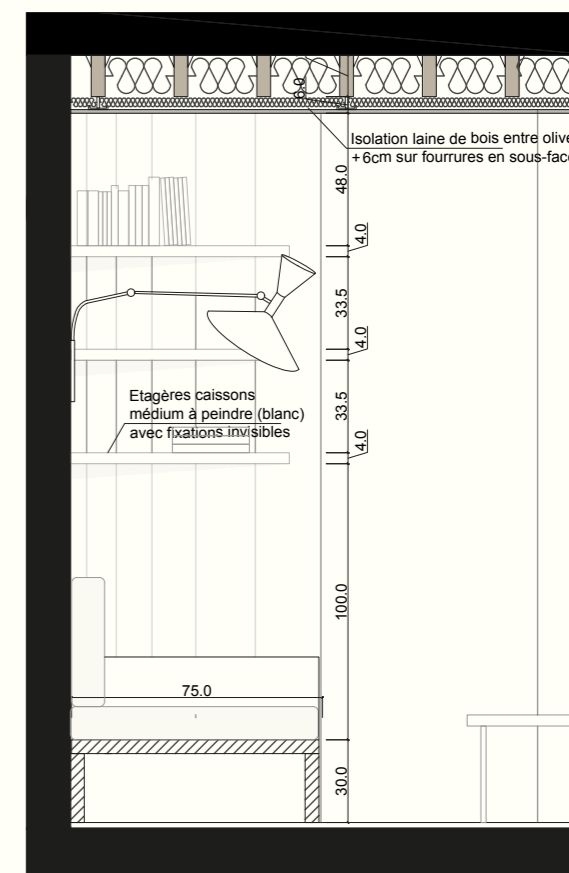 6.0
Isolation laine de bois entre olive
+ 6cm sur fourrures en sous-face
48.0
4.0
33.5
4.0
Etagères caissons
médium à peindre (blanc)
avec fixations invisibles
33.5
4.0
100.0
75.0
30.0